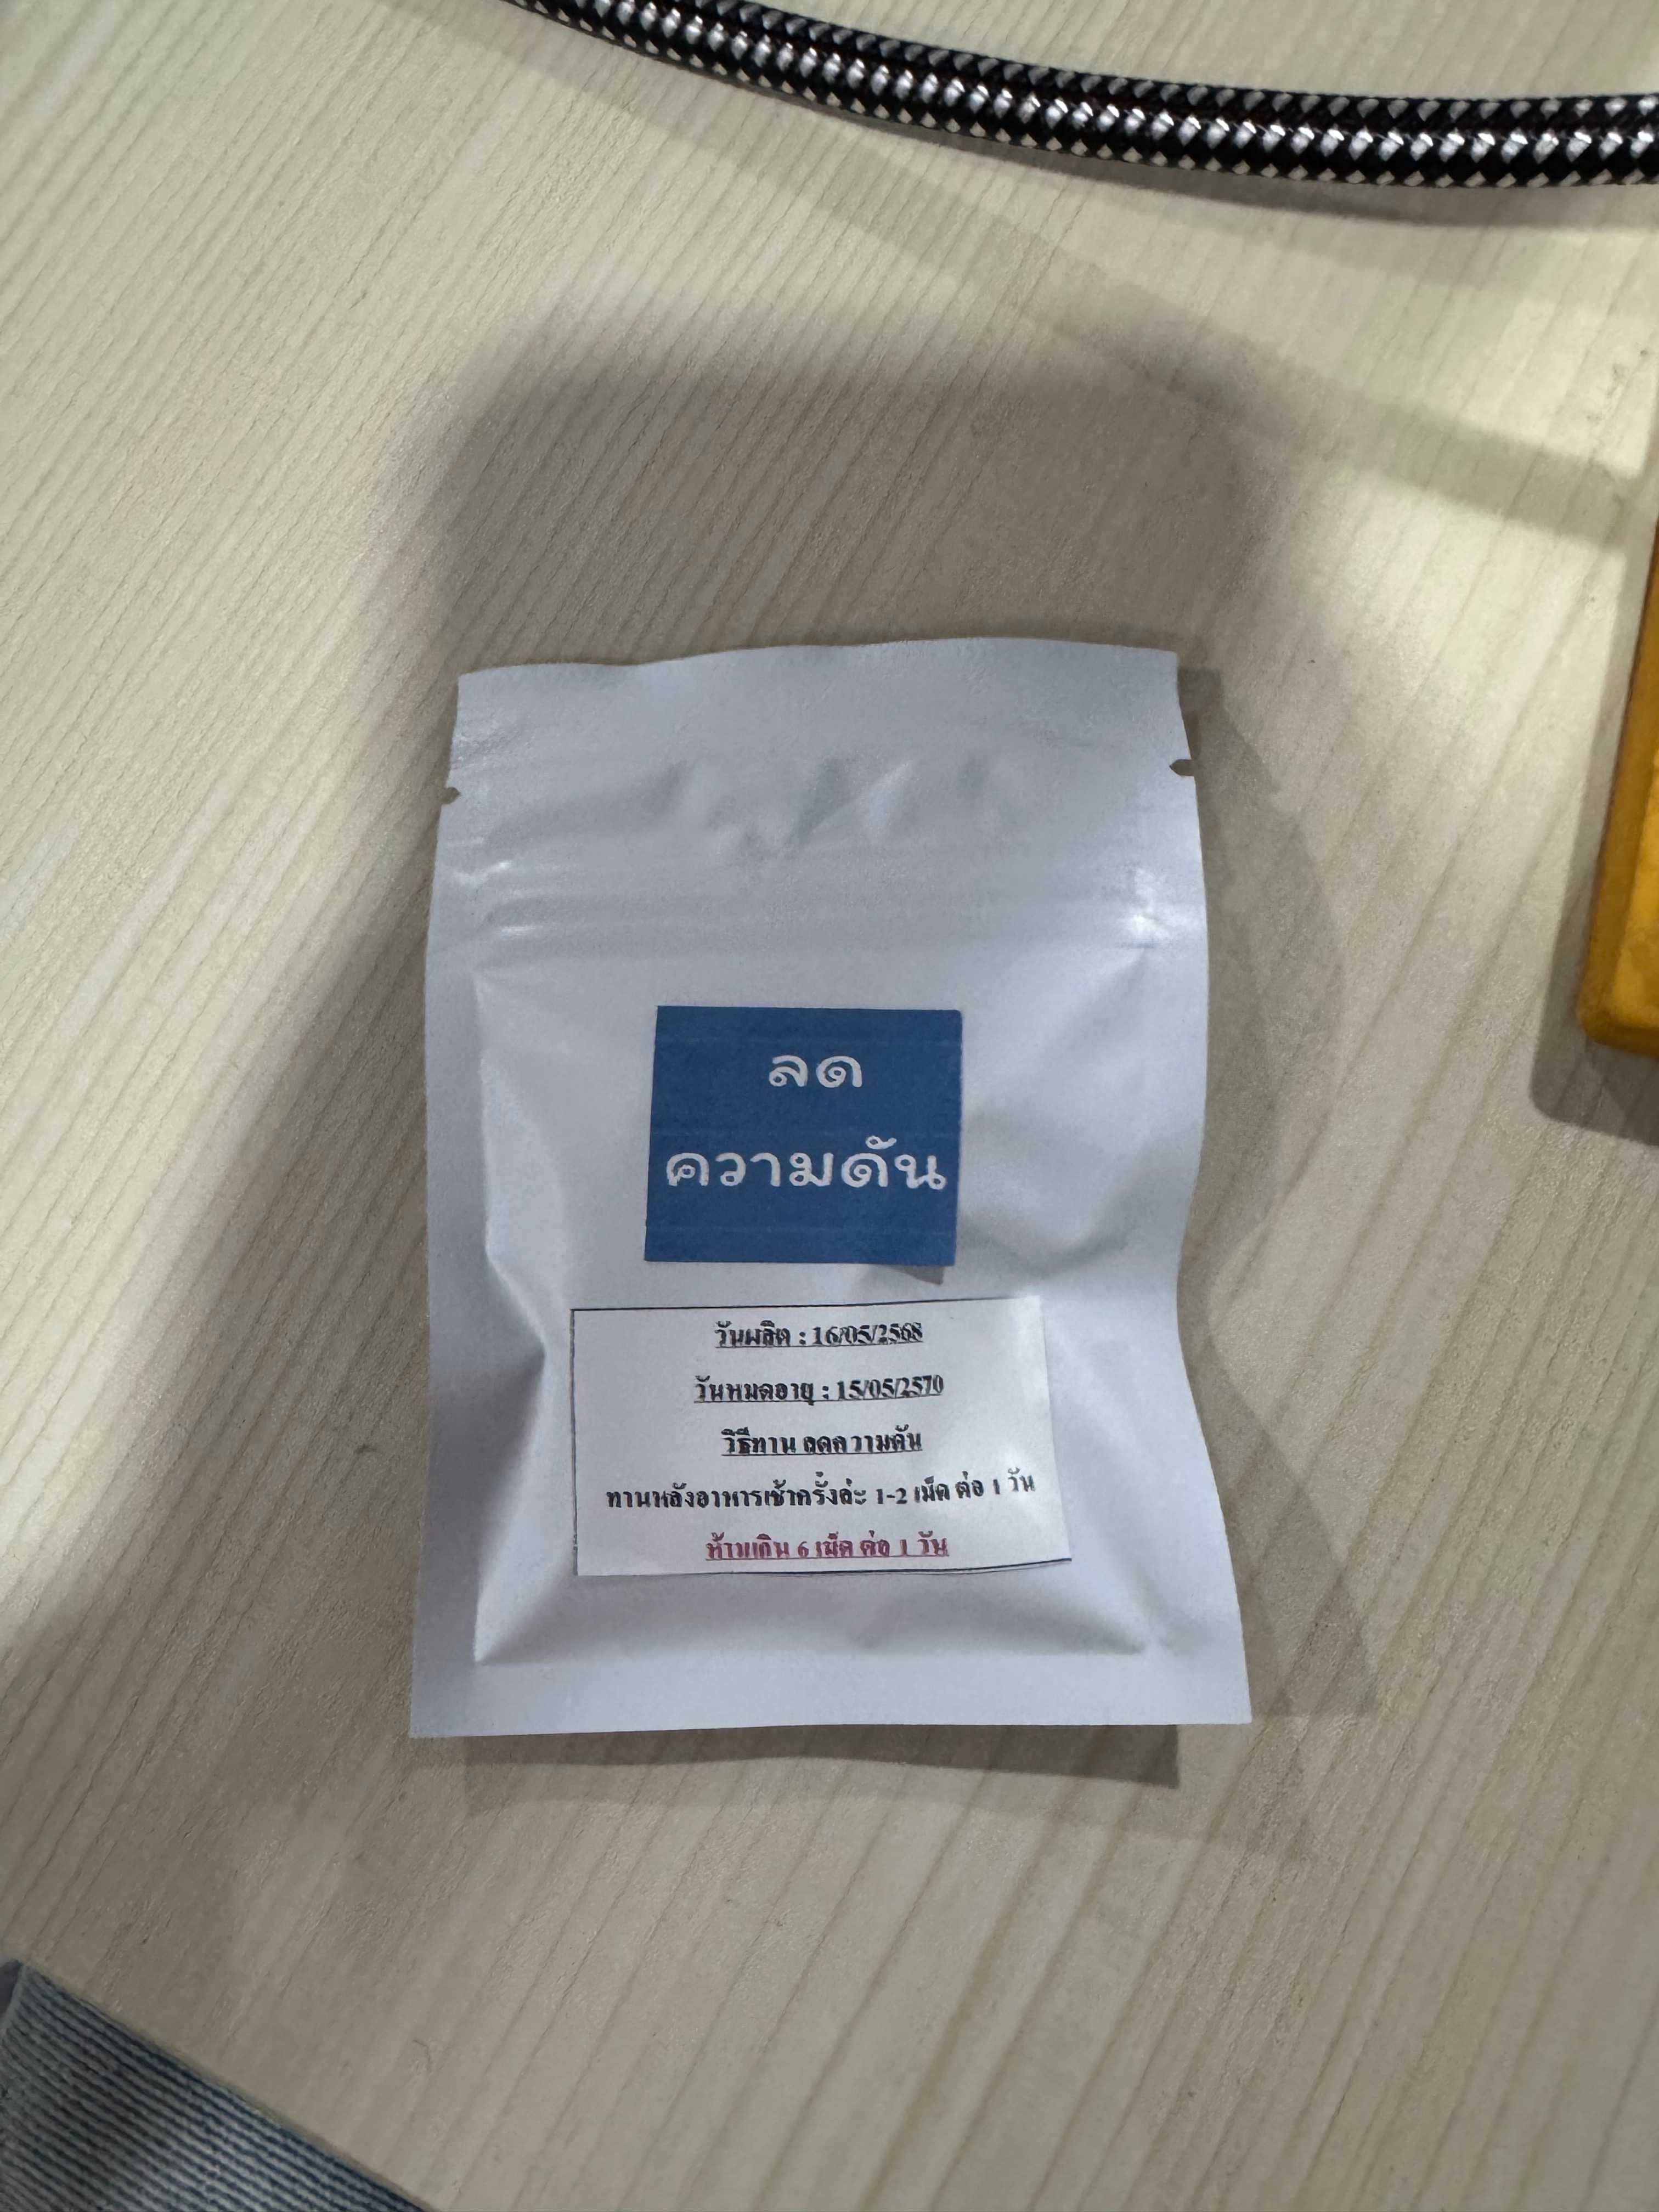 ลด
ความดัน
วันผลิต : 16/05/2568
วันหมดอายุ : 15/05/2570
วิธีทาน ลดความดัน
ทานหลังอาหารเช้าครั้งล่ะ 1-2 เม็ด ต่อ 1 วัน
ห้ามเกิน 6 เม็ด ต่อ 1 วัน